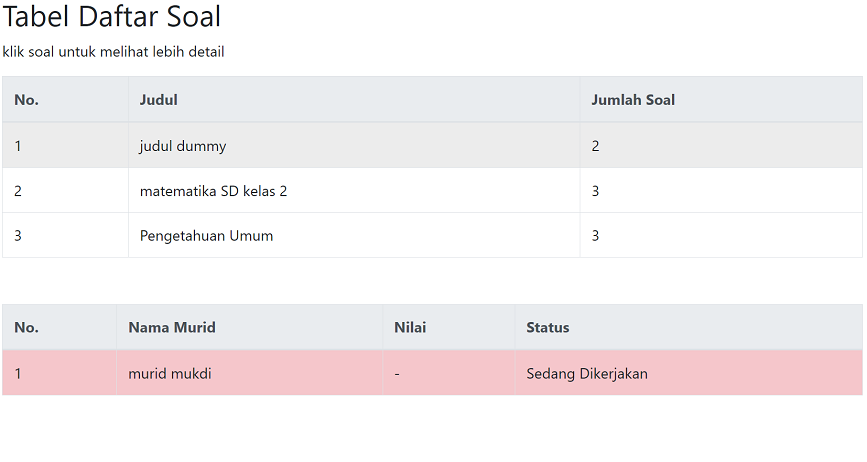 Tabel Daftar Soal
klik soal untuk melihat lebih detail
No. Judul Jumlah Soal
1 judul dummy 2
2 matematika SD kelas 2 3
3 Pengetahuan Umum 3
No. Nama Murid Nilai Status
1 murid mukdi - Sedang Dikerjakan